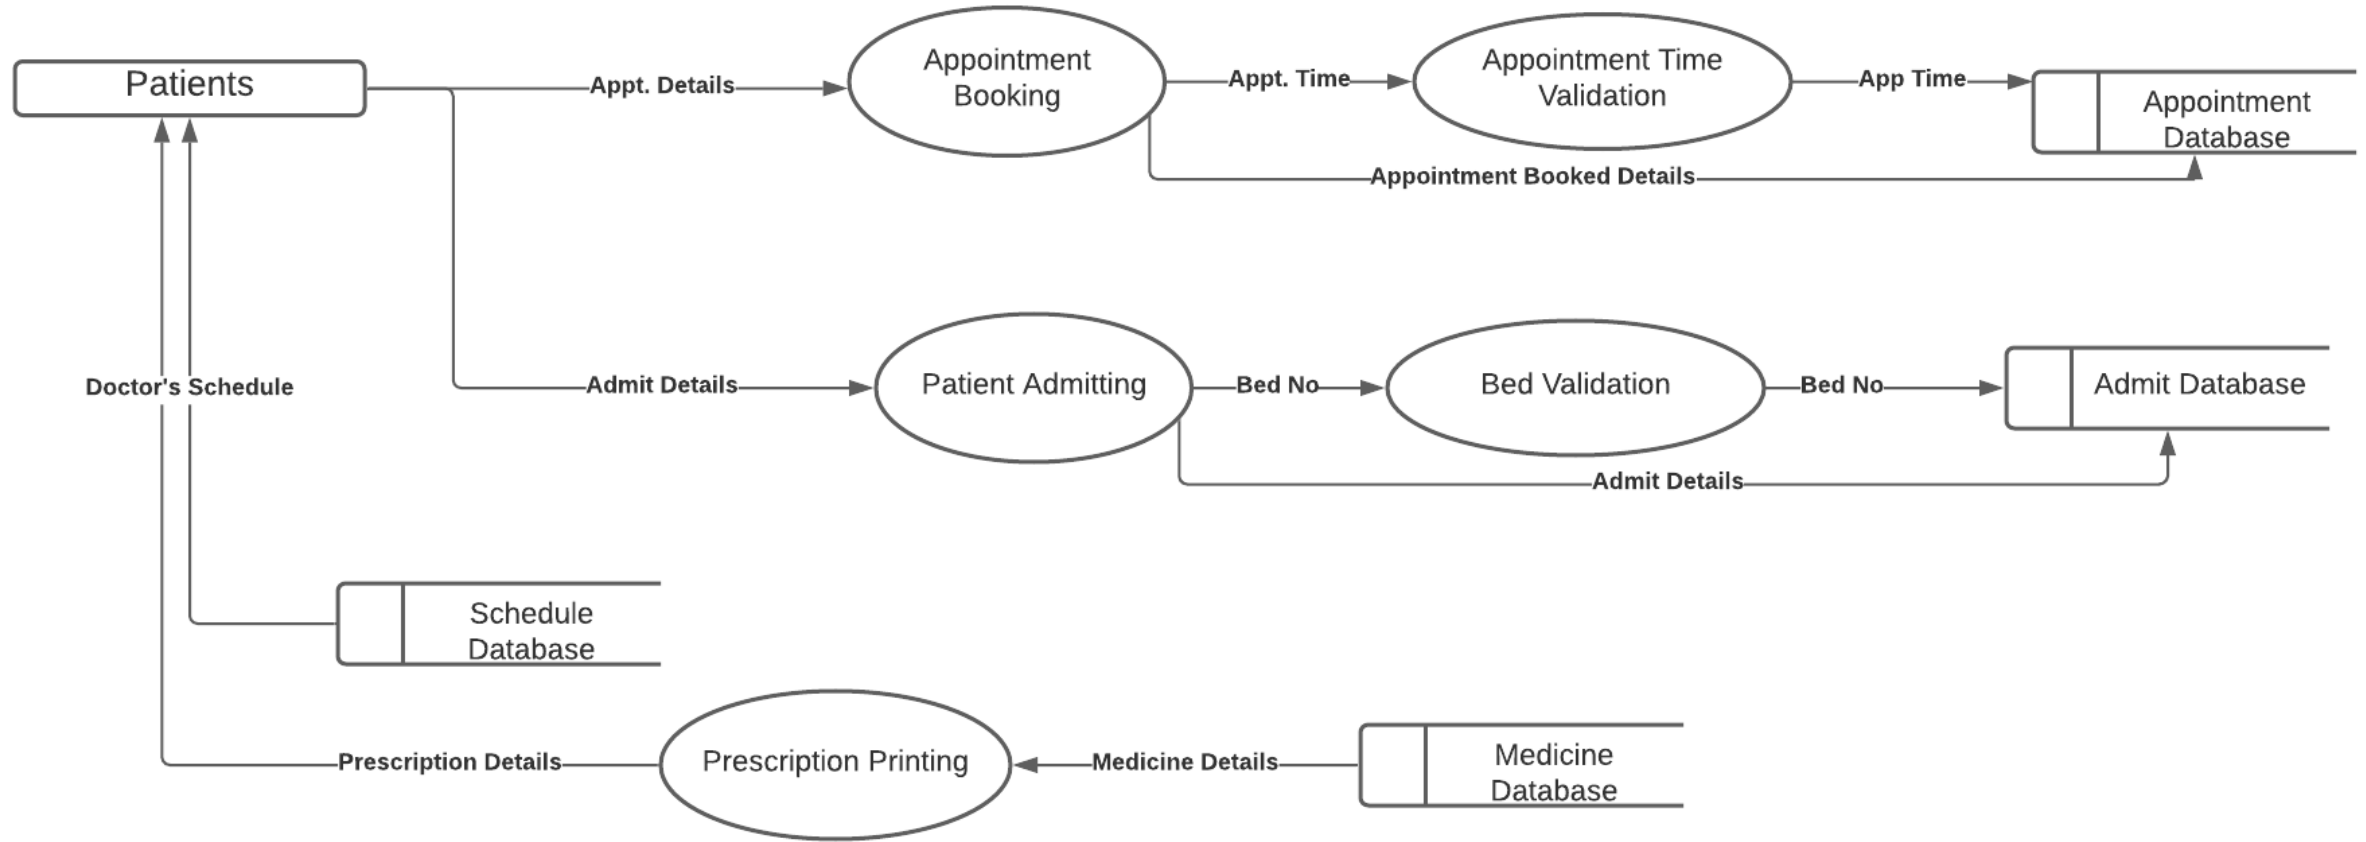 Patients
Appt. Details
Appointment
Booking
Appt. Time
Appointment Time
Validation
App Time
Appointment
Database
Appointment Booked Details
Doctor's Schedule
Admit Details
Patient Admitting
Bed No
Bed Validation
Bed No
Admit Database
Admit Details
Schedule
Database
Prescription Details
Prescription Printing
Medicine Details
Medicine
Database